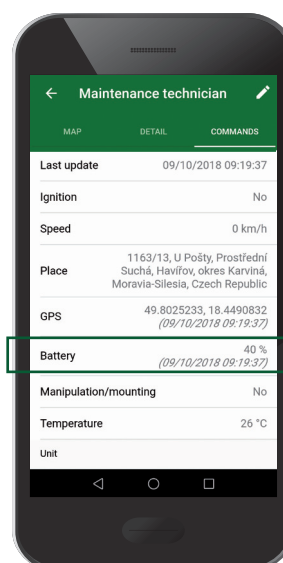 Maintenance technician
MAP DETAIL COMMANDS
Last update 09/10/2018 09:19:37
Ignition No
Speed 0 km/h
Place 1163/13, U Pošty, Prostřední
Suchá, Havířov, okres Karviná,
Moravia-Silesia, Czech Republic
GPS 49.8025233, 18.4490832
(09/10/2018 09:19:37)
Battery 40 %
(09/10/2018 09:19:37)
Manipulation/mounting No
Temperature 26 °C
Unit